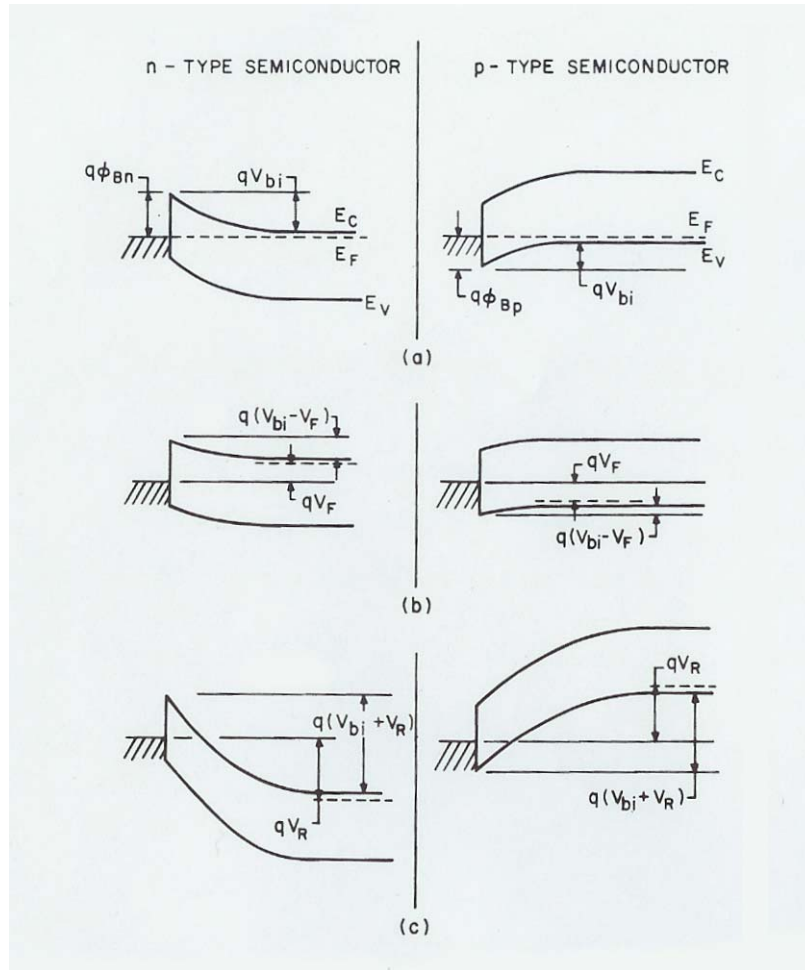 n - TYPE SEMICONDUCTOR
p - TYPE SEMICONDUCTOR
qϕBn
qVbi
EC
EF
EV
EC
EF
EV
qϕBp
qVbi
(a)
q(Vbi-VF)
qVF
qVF
q(Vbi-VF)
(b)
q(Vbi+VR)
qVR
qVR
q(Vbi+VR)
(c)